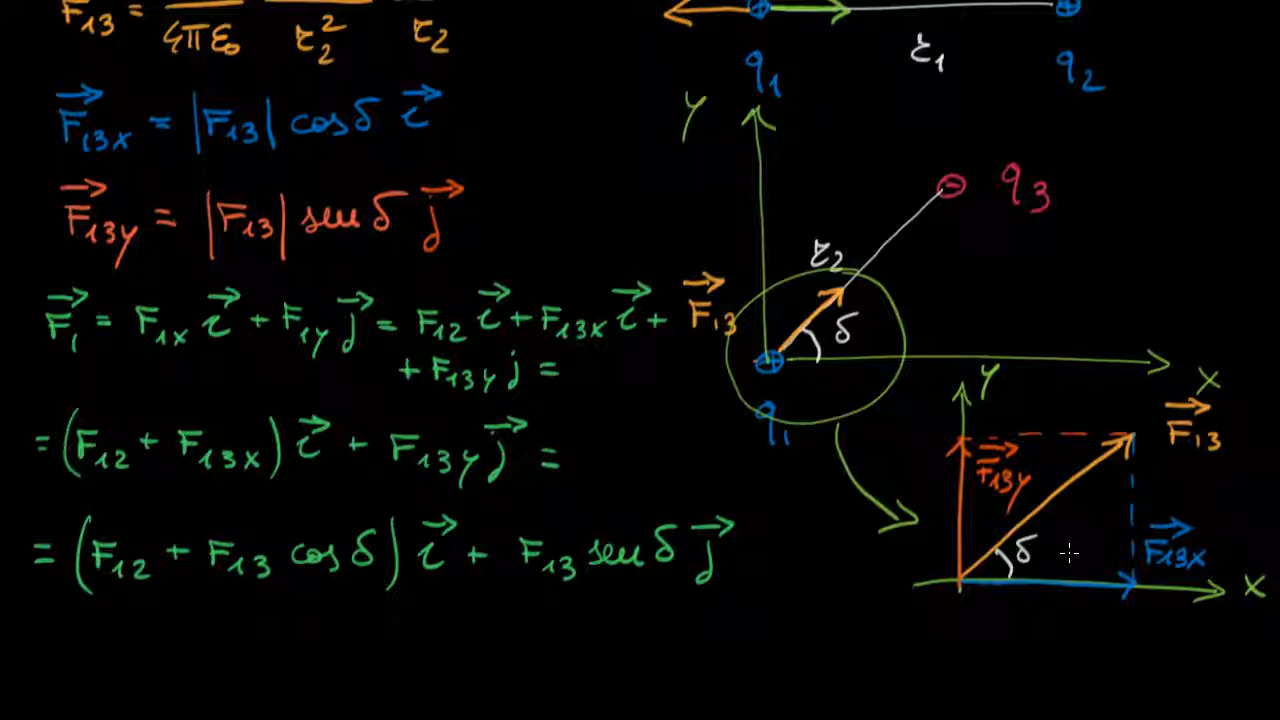 F₁₃ = 4πε₀ r₂² r₂
F₁₃ₓ = |F₁₃| cos δ i
F₁₃y = |F₁₃| sen δ j
F₁ = F₁ₓ i + F₁y j = F₁₂ i + F₁₃ₓ i +
+ F₁₃y j =
= (F₁₂ + F₁₃ₓ) i + F₁₃y j =
= (F₁₂ + F₁₃ cos δ) i + F₁₃ sen δ j
r₁
q₁
q₂
y
q₃
r₂
F₁₃
δ
x
q₁
y
F₁₃
F₁₃y
δ
F₁₃ₓ
x